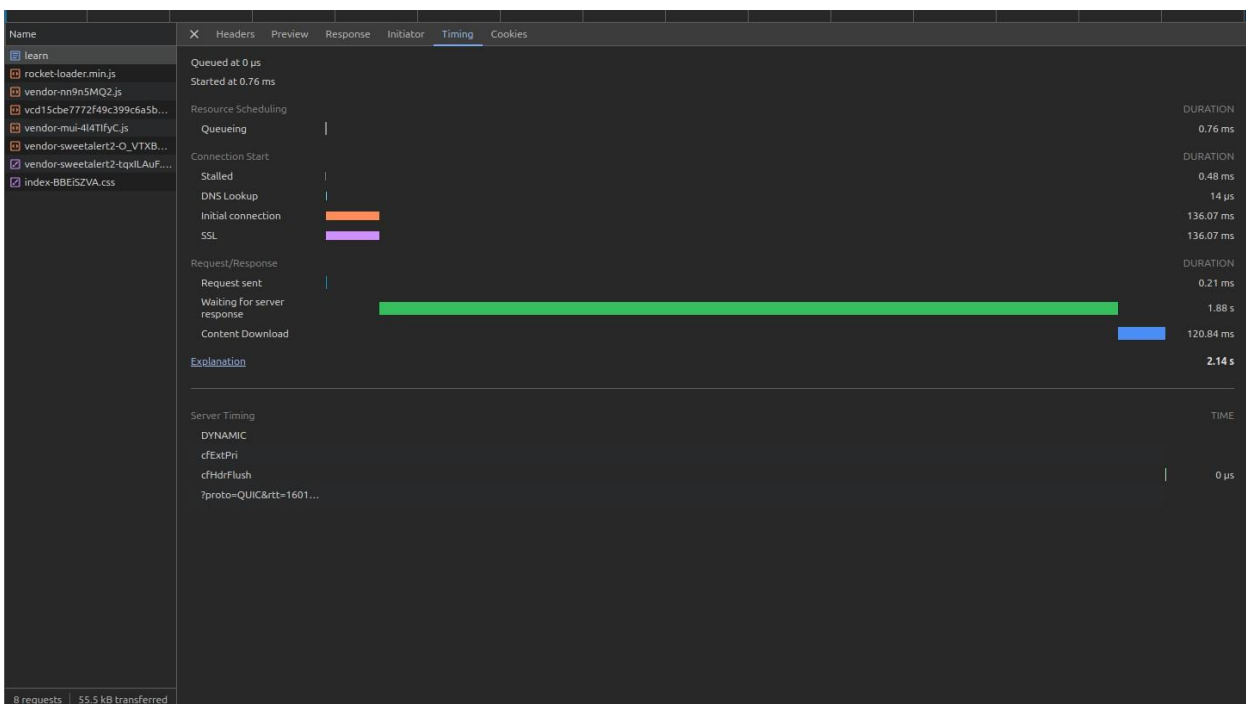 Name
X Headers Preview Response Initiator Timing Cookies
learn
rocket-loader.min.js
vendor-nn9n5MQ2.js
vcd15cbe7772f49c399c6a5b...
vendor-mui-4l4TIfyC.js
vendor-sweetalert2-O_VTXB...
vendor-sweetalert2-tqxILAuF....
index-BBEiSZVA.css
Queued at 0 μs
Started at 0.76 ms
Resource Scheduling DURATION
Queueing 0.76 ms
Connection Start DURATION
Stalled 0.48 ms
DNS Lookup 14 μs
Initial connection 136.07 ms
SSL 136.07 ms
Request/Response DURATION
Request sent 0.21 ms
Waiting for server
response 1.88 s
Content Download 120.84 ms
Explanation 2.14 s
Server Timing TIME
DYNAMIC
cfExtPri
cfHdrFlush 0 μs
?proto=QUIC&rtt=1601...
8 requests 55.5 kB transferred